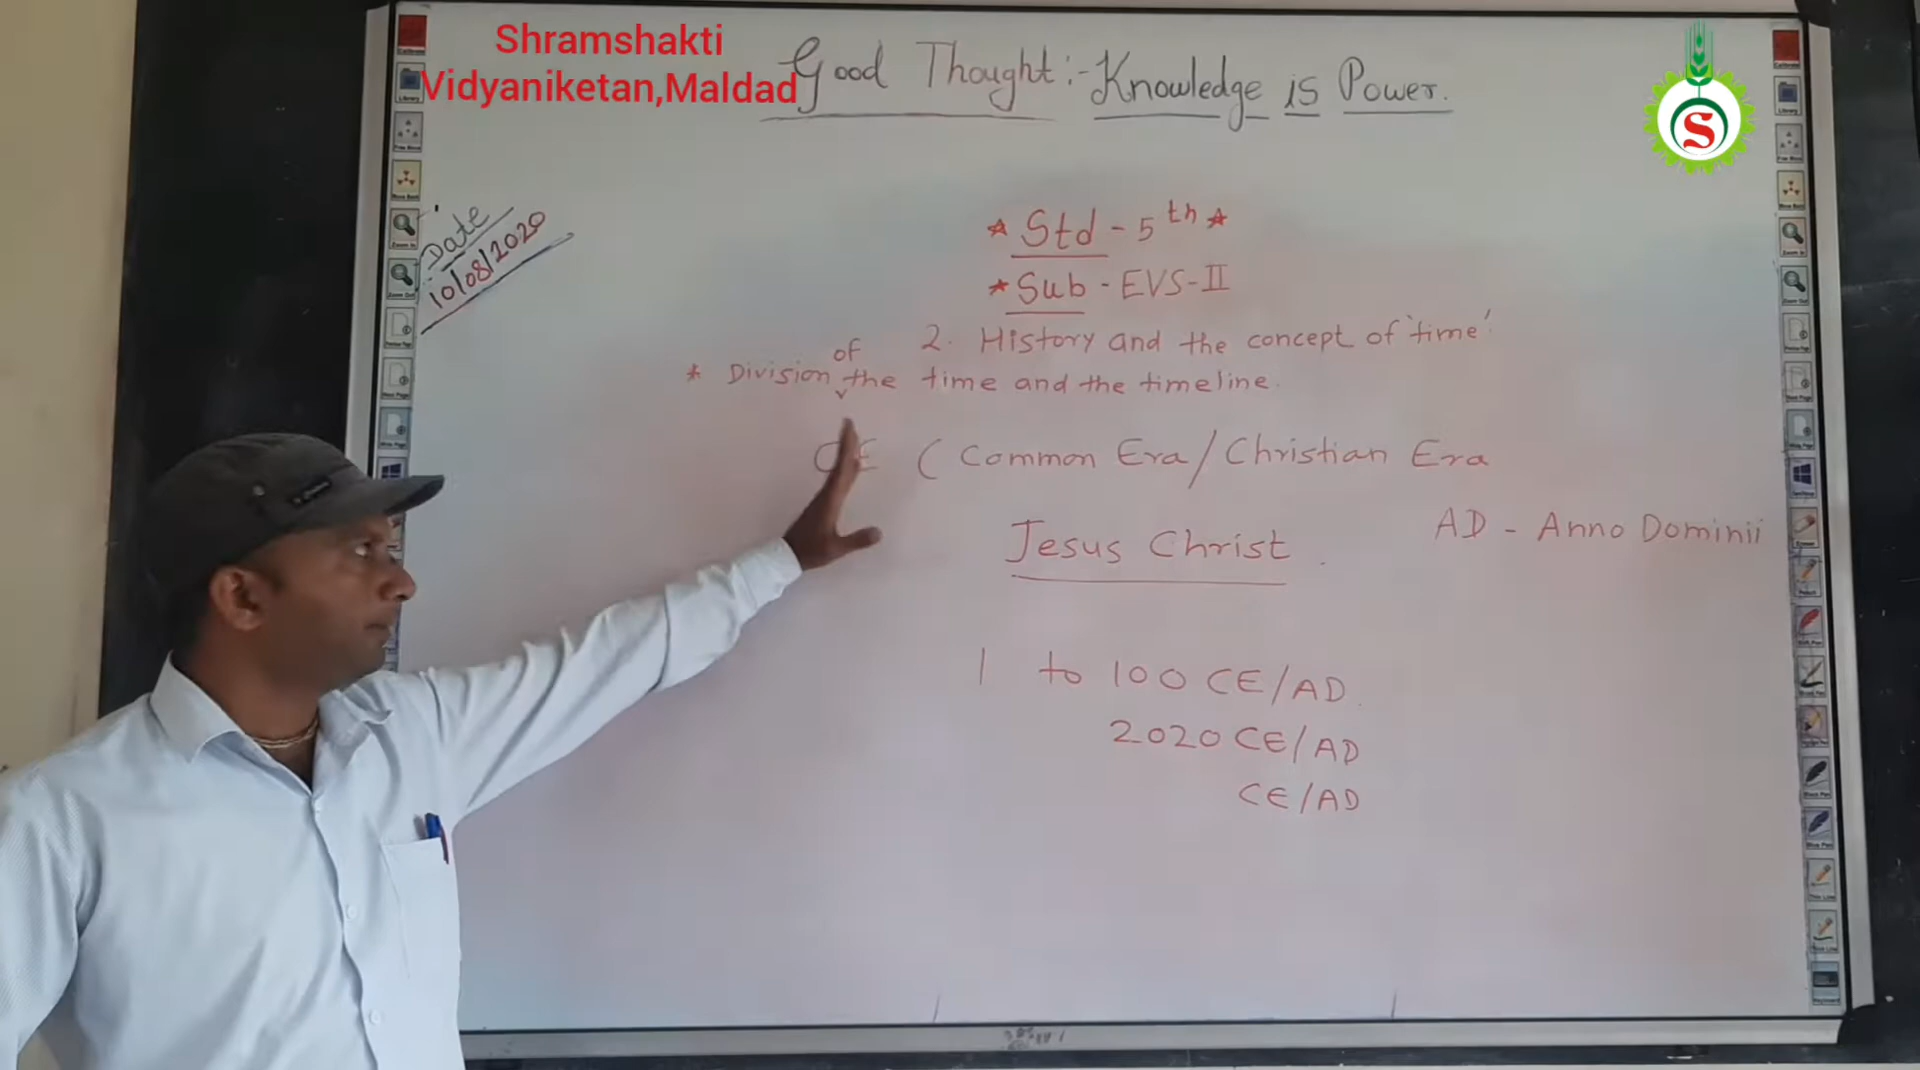 Shramshakti
Vidyaniketan,Maldad
Good Thought:- Knowledge is Power.
S
Date
10/08/2020
* Std - 5th *
* Sub - EVS-II
2. History and the concept of 'time'
* Division of the time and the timeline.
CE ( Common Era/Christian Era
Jesus Christ.
AD - Anno Dominii
1 to 100 CE/AD.
2020 CE/AD
CE/AD